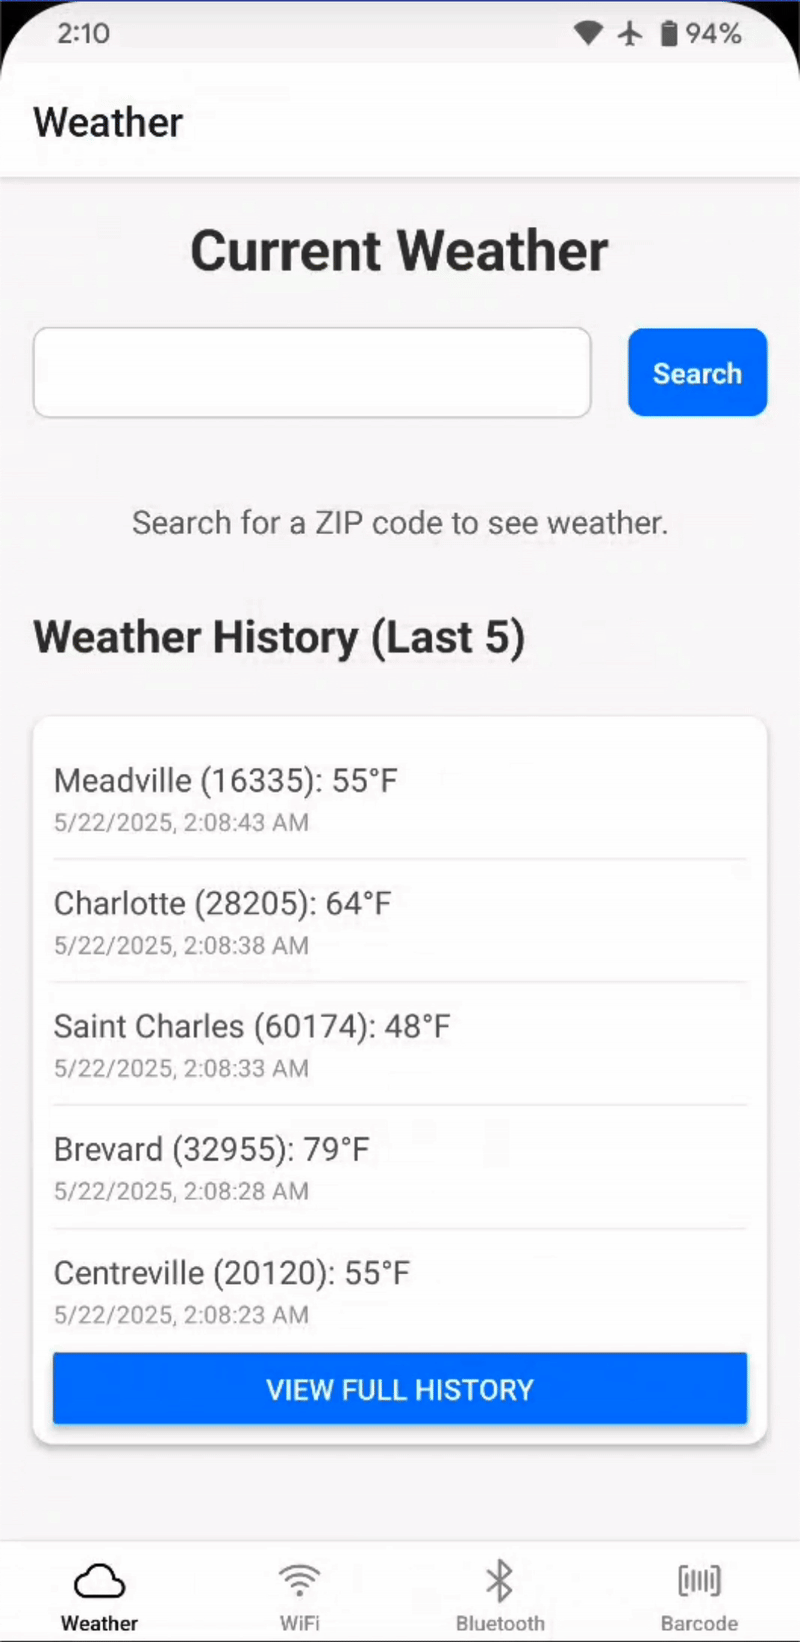 2:10 94%
Weather
Current Weather
Search
Search for a ZIP code to see weather.
Weather History (Last 5)
Meadville (16335): 55°F
5/22/2025, 2:08:43 AM
Charlotte (28205): 64°F
5/22/2025, 2:08:38 AM
Saint Charles (60174): 48°F
5/22/2025, 2:08:33 AM
Brevard (32955): 79°F
5/22/2025, 2:08:28 AM
Centreville (20120): 55°F
5/22/2025, 2:08:23 AM
VIEW FULL HISTORY
Weather WiFi Bluetooth Barcode